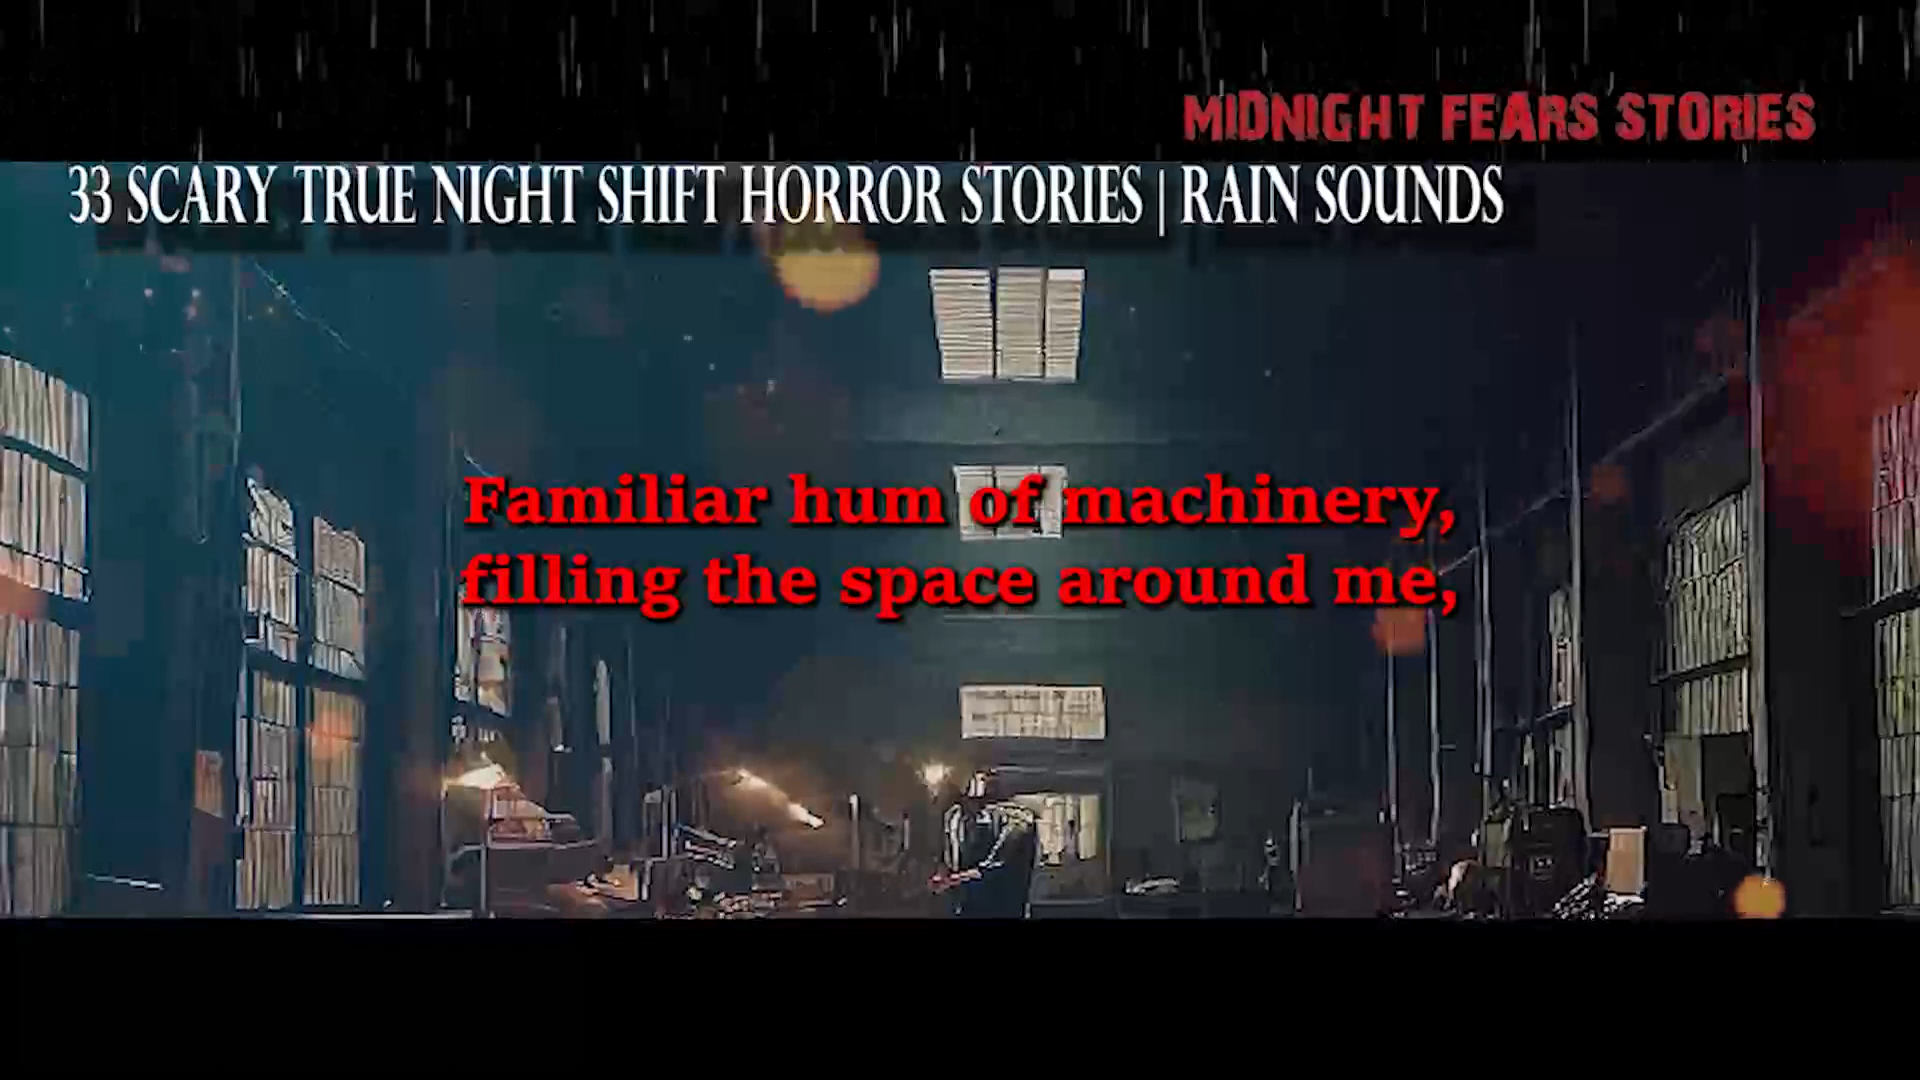 MIDNIGHT FEARS STORIES
33 SCARY TRUE NIGHT SHIFT HORROR STORIES | RAIN SOUNDS
Familiar hum of machinery,
filling the space around me,